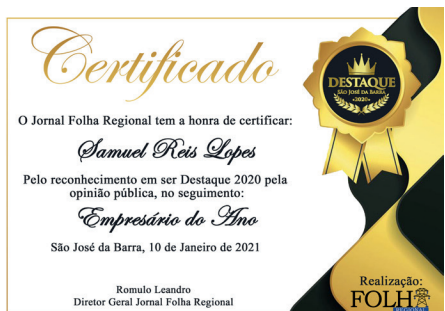 Certificado
DESTAQUE
SÃO JOSÉ DA BARRA
2020
O Jornal Folha Regional tem a honra de certificar:
Samuel Reis Lopes
Pelo reconhecimento em ser Destaque 2020 pela
opinião pública, no seguimento:
Empresário do Ano
São José da Barra, 10 de Janeiro de 2021
Romulo Leandro
Diretor Geral Jornal Folha Regional
Realização:
FOLH
REGIONAL